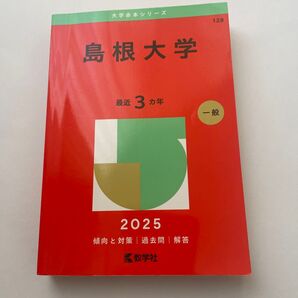 大学赤本シリーズ
129
島根大学
最近 3 カ年
一般
2025
傾向と対策｜過去問｜解答
教学社